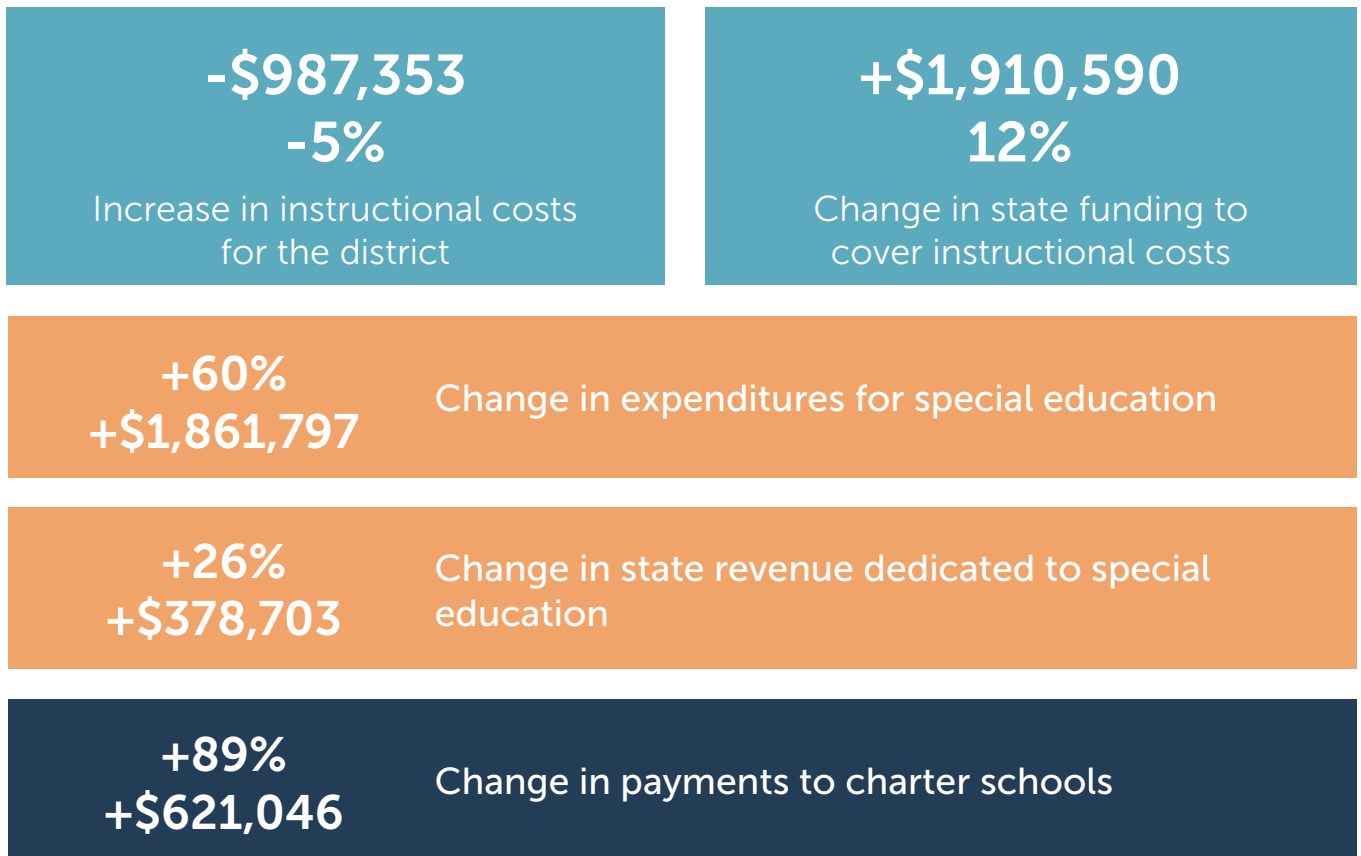 -$987,353
-5%
Increase in instructional costs
for the district
+$1,910,590
12%
Change in state funding to
cover instructional costs
+60%
+$1,861,797
Change in expenditures for special education
+26%
+$378,703
Change in state revenue dedicated to special
education
+89%
+$621,046
Change in payments to charter schools